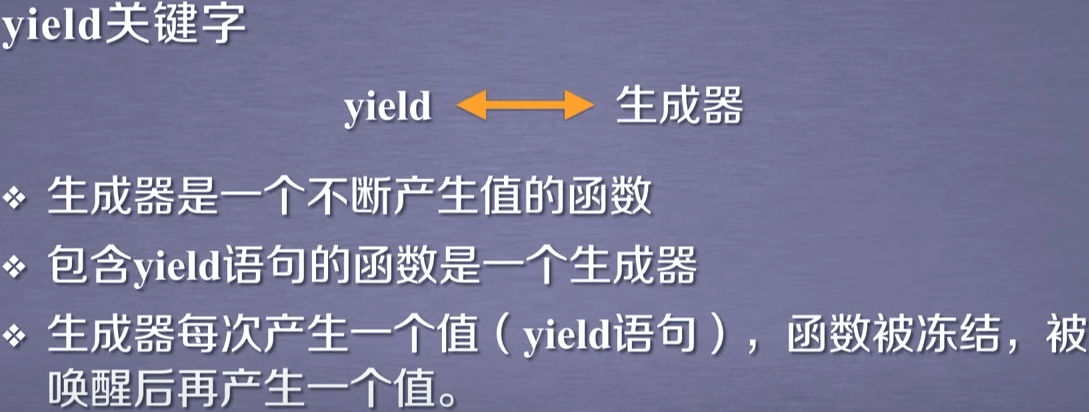 yield关键字
yield 生成器
生成器是一个不断产生值的函数
包含yield语句的函数是一个生成器
生成器每次产生一个值（yield语句），函数被冻结，被
唤醒后再产生一个值。